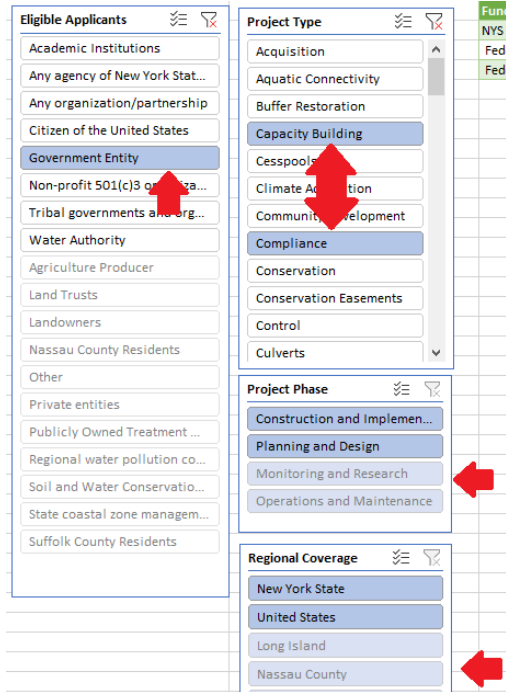 Eligible Applicants
Academic Institutions
Any agency of New York Stat...
Any organization/partnership
Citizen of the United States
Government Entity
Non-profit 501(c)3
Tribal governments
Water Authority
Agriculture Producer
Land Trusts
Landowners
Nassau County Residents
Other
Private entities
Publicly Owned Treatment ...
Regional water pollution co...
Soil and Water Conservatio...
State coastal zone managem...
Suffolk County Residents
Project Type
Acquisition
Aquatic Connectivity
Buffer Restoration
Capacity Building
Cesspools
Climate
Community
Compliance
Conservation
Conservation Easements
Control
Culverts
Project Phase
Construction and Implemen...
Planning and Design
Monitoring and Research
Operations and Maintenance
Regional Coverage
New York State
United States
Long Island
Nassau County
NYS